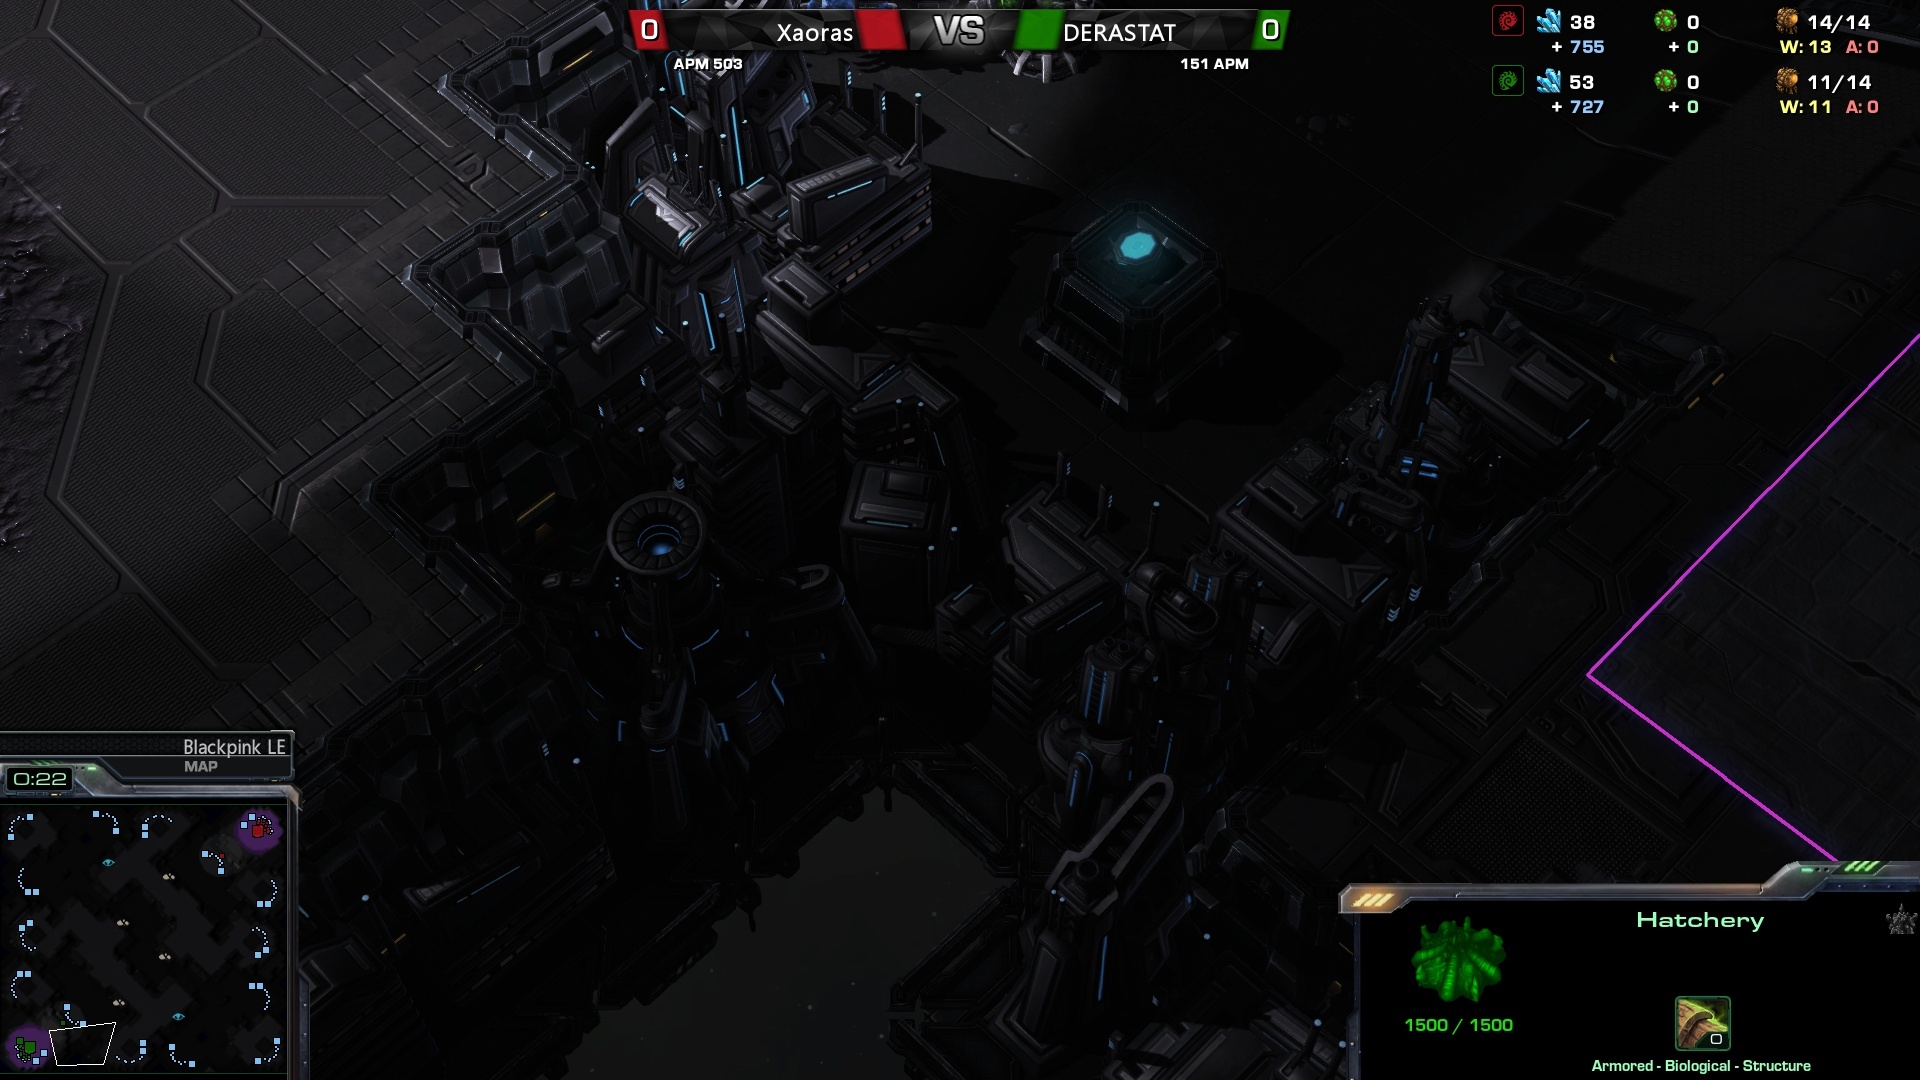 0 Xaoras VS DERASTAT 0
APM 503 151 APM
38 0 14/14
+ 755 + 0 W: 13 A: 0
53 0 11/14
+ 727 + 0 W: 11 A: 0
Blackpink LE
MAP
0:22
Hatchery
1500 / 1500
0
Armored - Biological - Structure